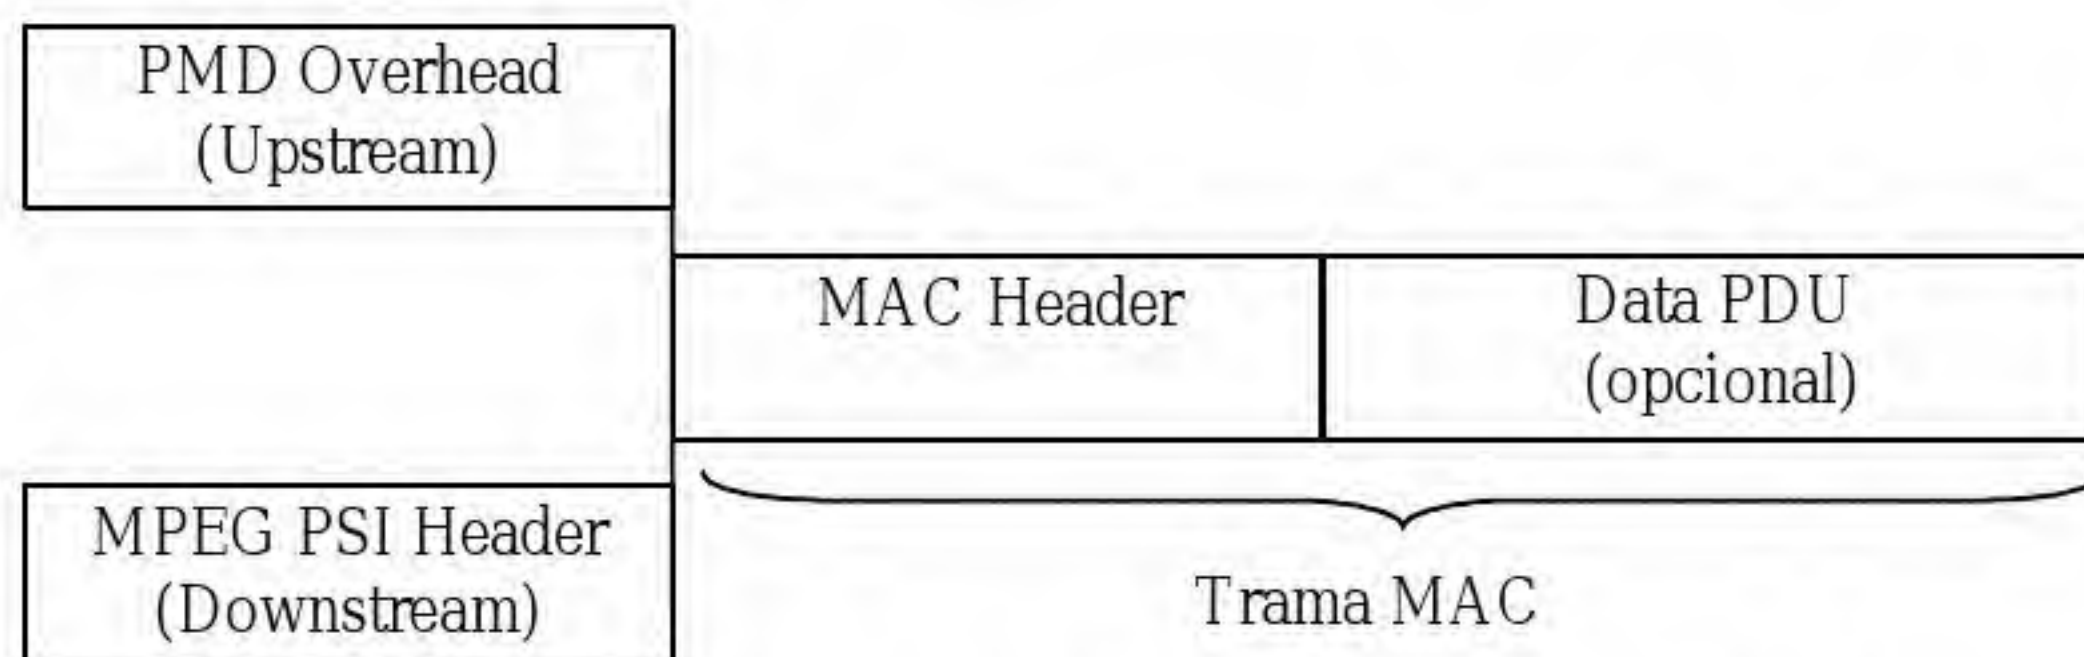 PMD Overhead
(Upstream)
MAC Header
Data PDU
(opcional)
MPEG PSI Header
(Downstream)
Trama MAC